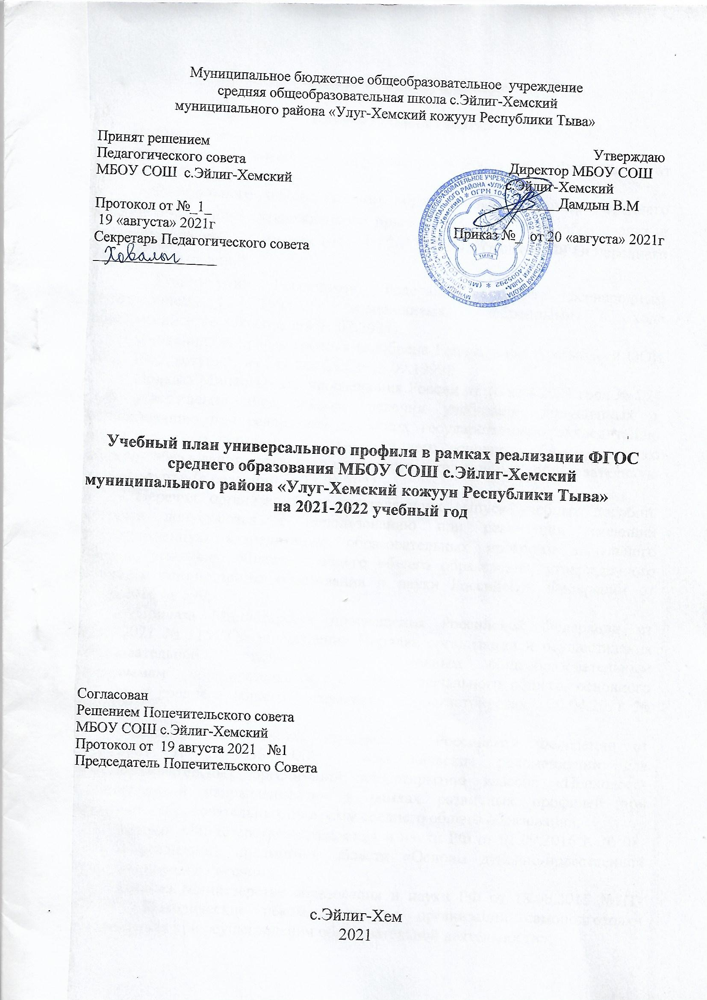 Муниципальное бюджетное общеобразовательное учреждение
средняя общеобразовательная школа с.Эйлиг-Хемский
муниципального района «Улуг-Хемский кожуун Республики Тыва»
Принят решением
Педагогического совета
МБОУ СОШ с.Эйлиг-Хемский
Протокол от №_1_
19 «августа» 2021г
Секретарь Педагогического совета
Ховалыг
Утверждаю
Директор МБОУ СОШ
с.Эйлиг-Хемский
Дамдын В.М
Приказ №_ от 20 «августа» 2021г
ТЫВА
Учебный план универсального профиля в рамках реализации ФГОС
среднего образования МБОУ СОШ с.Эйлиг-Хемский
муниципального района «Улуг-Хемский кожуун Республики Тыва»
на 2021-2022 учебный год
Согласован
Решением Попечительского совета
МБОУ СОШ с.Эйлиг-Хемский
Протокол от 19 августа 2021 №1
Председатель Попечительского Совета
с.Эйлиг-Хем
2021